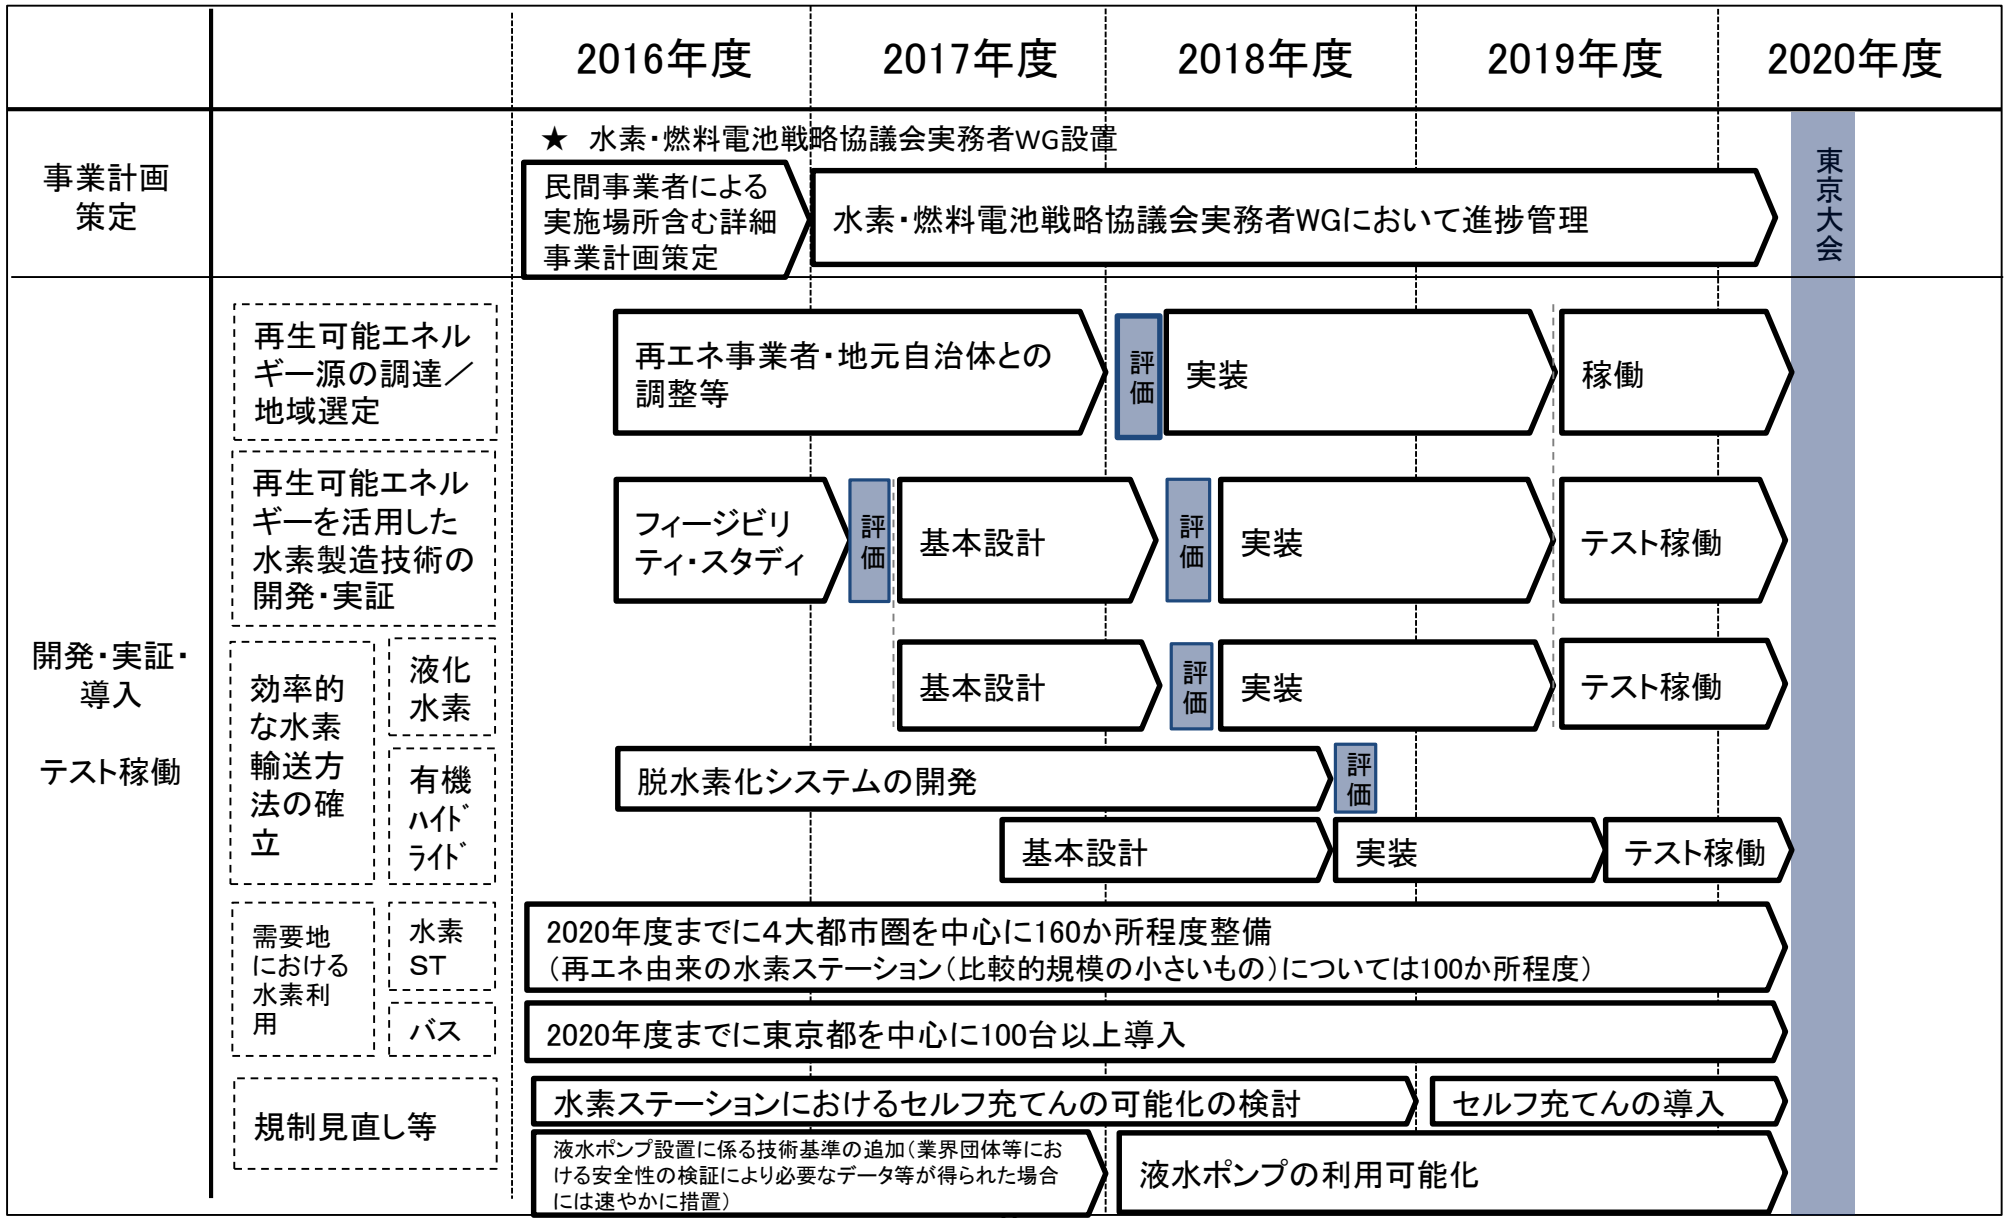 2016年度
2017年度
2018年度
2019年度
2020年度
事業計画
策定
★ 水素・燃料電池戦略協議会実務者WG設置
民間事業者による
実施場所含む詳細
事業計画策定
水素・燃料電池戦略協議会実務者WGにおいて進捗管理
東京大会
開発・実証・
導入
テスト稼働
再生可能エネル
ギー源の調達／
地域選定
再エネ事業者・地元自治体との
調整等
評価
実装
稼働
再生可能エネル
ギーを活用した
水素製造技術の
開発・実証
フィージビリ
ティ・スタディ
評価
基本設計
評価
実装
テスト稼働
効率的
な水素
輸送方
法の確
立
液化
水素
基本設計
評価
実装
テスト稼働
有機
ﾊｲﾄﾞ
ﾗｲﾄﾞ
脱水素化システムの開発
評価
基本設計
実装
テスト稼働
需要地
における
水素利
用
水素
ST
2020年度までに４大都市圏を中心に160か所程度整備
（再エネ由来の水素ステーション（比較的規模の小さいもの）については100か所程度）
バス
2020年度までに東京都を中心に100台以上導入
規制見直し等
水素ステーションにおけるセルフ充てんの可能化の検討
セルフ充てんの導入
液水ポンプ設置に係る技術基準の追加（業界団体等にお
ける安全性の検証により必要なデータ等が得られた場合
には速やかに措置）
液水ポンプの利用可能化